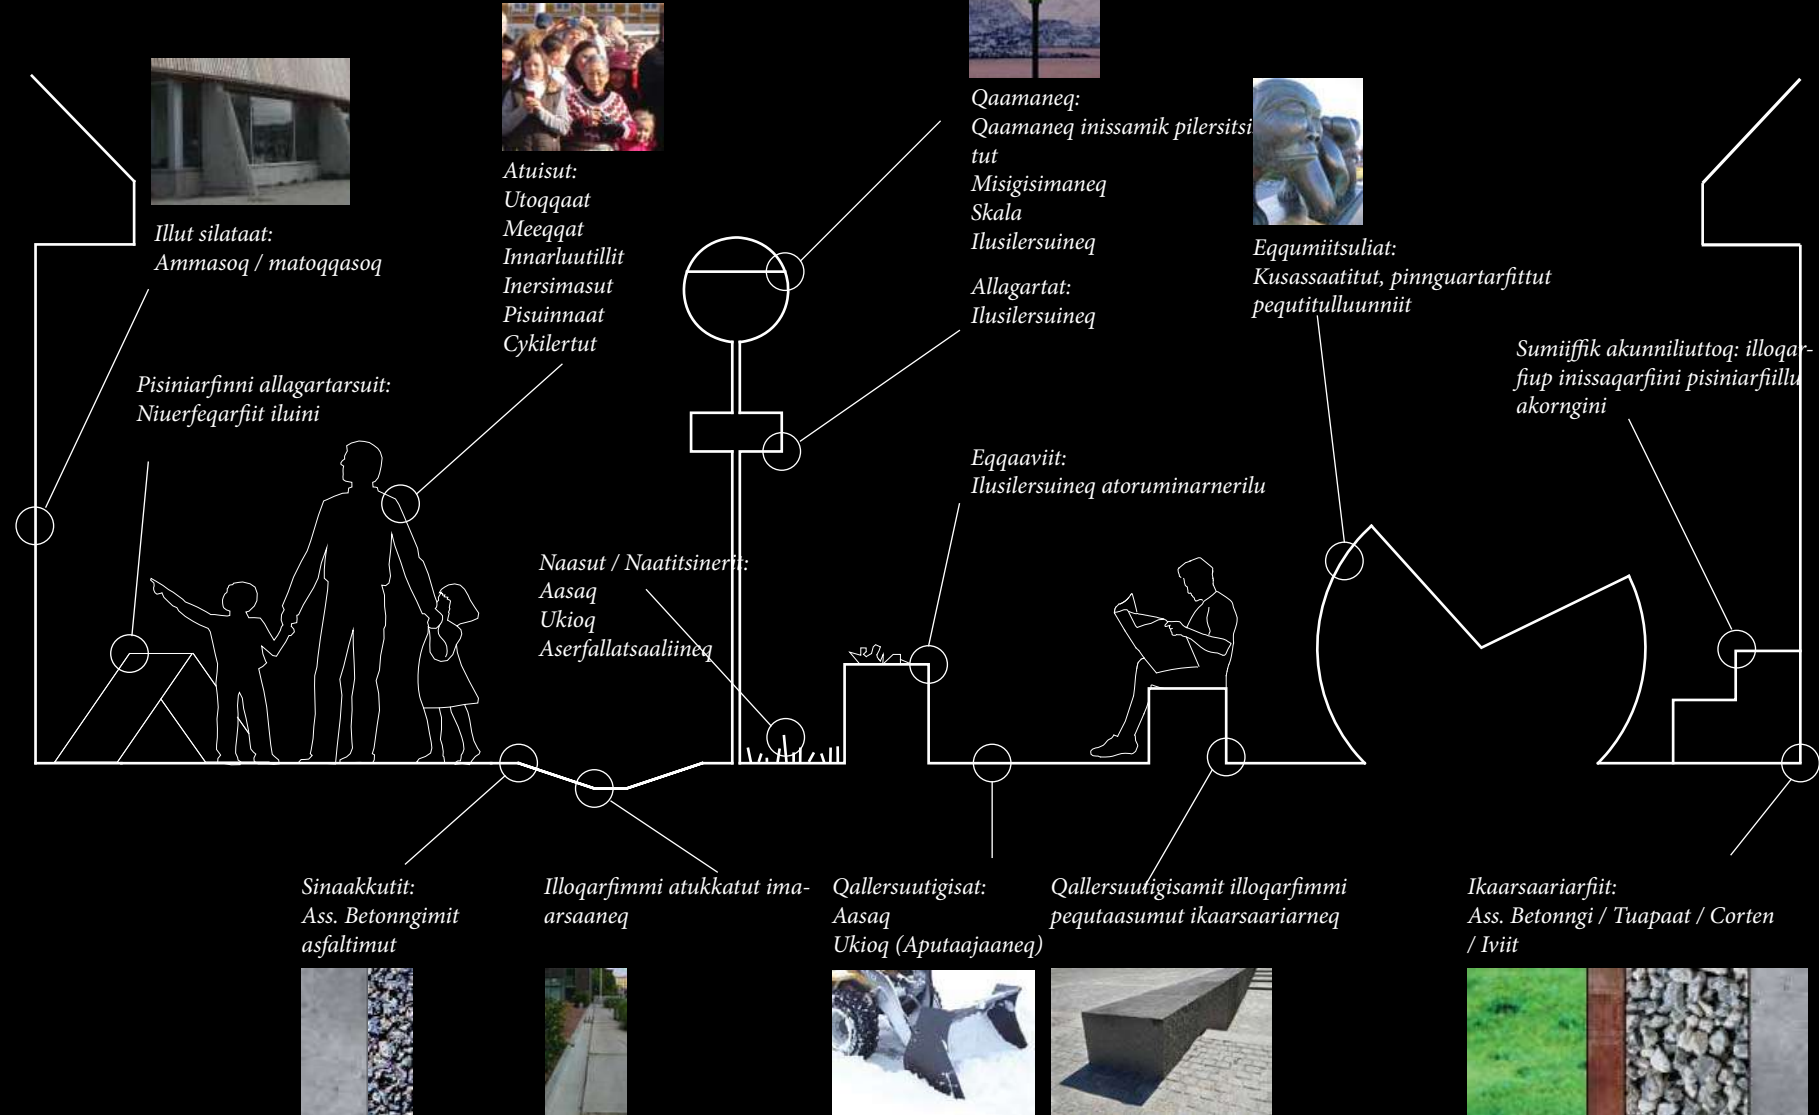 Illut silataat:
Ammasoq / matoqqasoq
Pisiniarfinni allagartarsuit:
Niuerfeqarfiit iluini
Atuisut:
Utoqqaat
Meeqqat
Innarluutillit
Inersimasut
Pisuinnaat
Cykilertut
Naasut / Naatitsinerit:
Aasaq
Ukioq
Aserfallatsaaliineq
Qaamaneq:
Qaamaneq inissamik pilersitsi
tut
Misigisimaneq
Skala
Ilusilersuineq
Allagartat:
Ilusilersuineq
Eqqaaviit:
Ilusilersuineq atoruminarnerilu
Eqqumiitsuliat:
Kusassaatitut, pinnguartarfittut
pequtitulluunniit
Sumiiffik akunniliuttoq: illoqar-
fiup inissaqarfiini pisiniarfiillu
akorngini
Sinaakkutit:
Ass. Betonngimit
asfaltimut
Illoqarfimmi atukkatut ima-
arsaaneq
Qallersuutigisat:
Aasaq
Ukioq (Aputaajaaneq)
Qallersuutigisamit illoqarfimmi
pequtaasumut ikaarsaariarneq
Ikaarsaariarfiit:
Ass. Betonngi / Tuapaat / Corten
/ Iviit